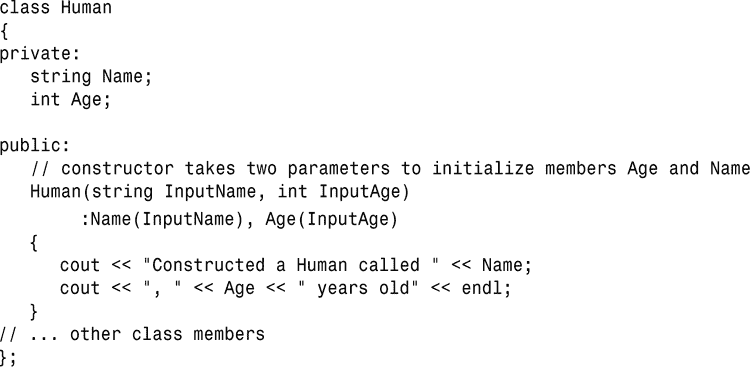 class Human
{
private:
   string Name;
   int Age;

public:
   // constructor takes two parameters to initialize members Age and Name
   Human(string InputName, int InputAge)
        :Name(InputName), Age(InputAge)
   {
      cout << "Constructed a Human called " << Name;
      cout << ", " << Age << " years old" << endl;
   }
// ... other class members
};